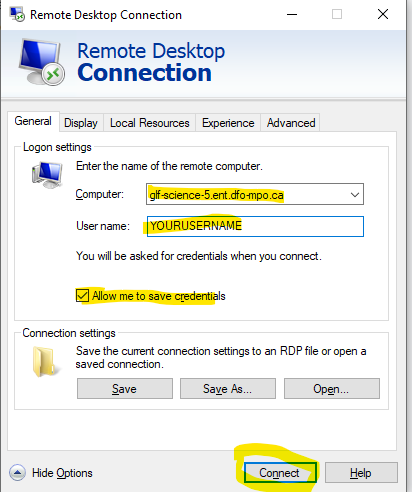 Remote Desktop Connection
Remote Desktop
Connection
General Display Local Resources Experience Advanced
Logon settings
Enter the name of the remote computer.
Computer: glf-science-5.ent.dfo-mpo.ca
User name: YOURUSERNAME
You will be asked for credentials when you connect.
Allow me to save credentials
Connection settings
Save the current connection settings to an RDP file or open a
saved connection.
Save Save As... Open...
Hide Options Connect Help